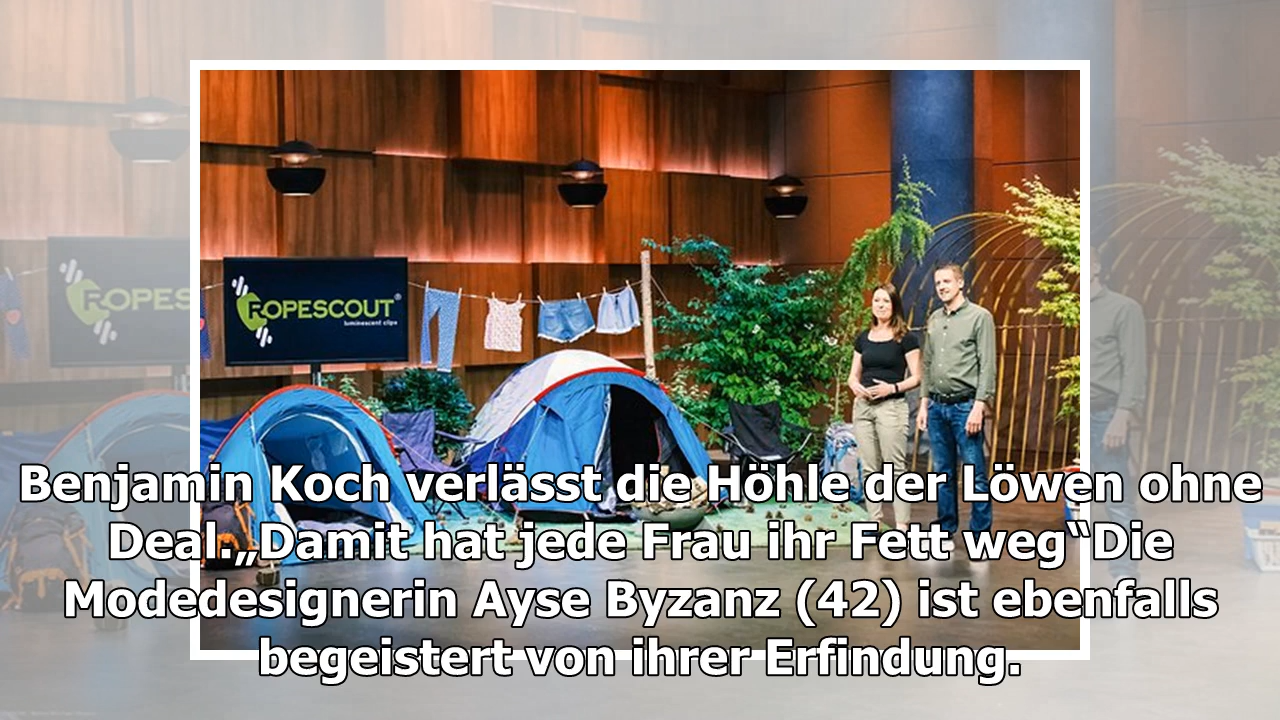 ROPESCOUT®
luminescent clips
ROPES
Benjamin Koch verlässt die Höhle der Löwen ohne
Deal.„Damit hat jede Frau ihr Fett weg“Die
Modedesignerin Ayse Byzanz (42) ist ebenfalls
begeistert von ihrer Erfindung.